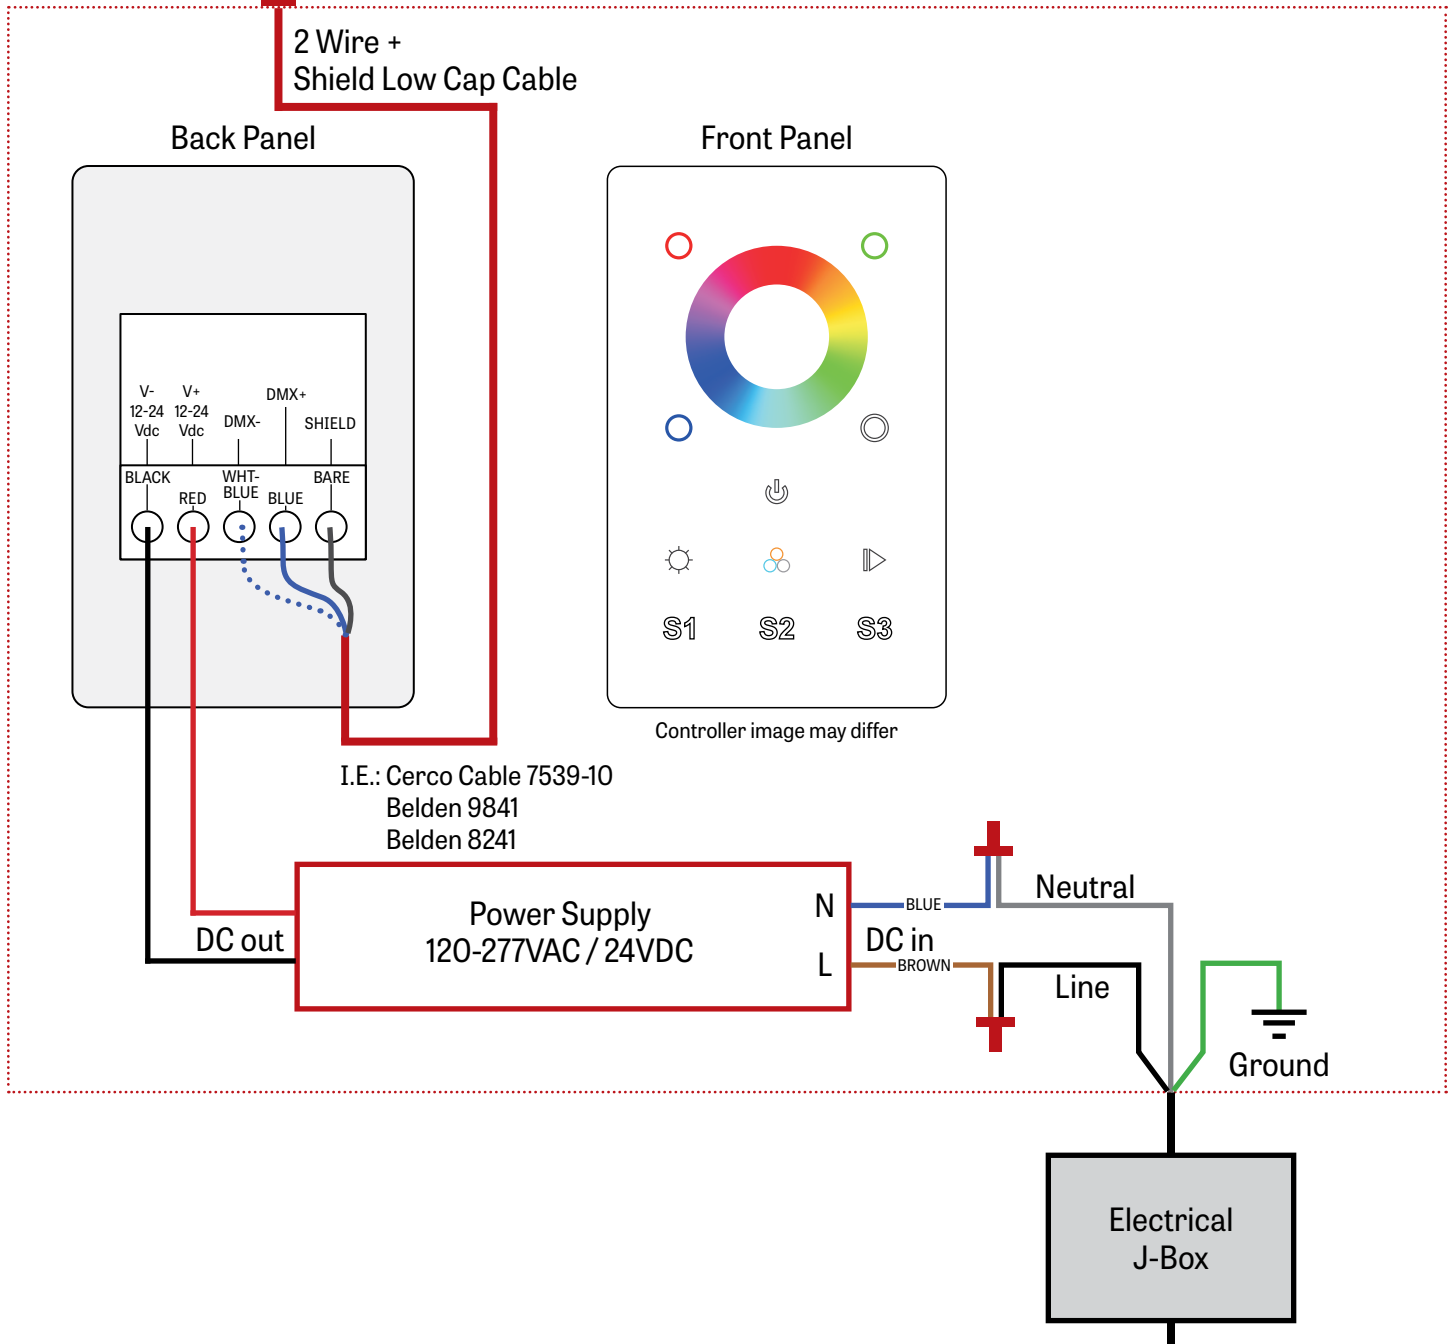 2 Wire +
Shield Low Cap Cable
Back Panel
Front Panel
V-
12-24
Vdc
V+
12-24
Vdc
DMX-
DMX+
SHIELD
BLACK
RED
WHT-
BLUE
BLUE
BARE
S1
S2
S3
Controller image may differ
I.E.: Cerco Cable 7539-10
Belden 9841
Belden 8241
Power Supply
120-277VAC / 24VDC
DC out
N
L
DC in
BLUE
BROWN
Neutral
Line
Ground
Electrical
J-Box